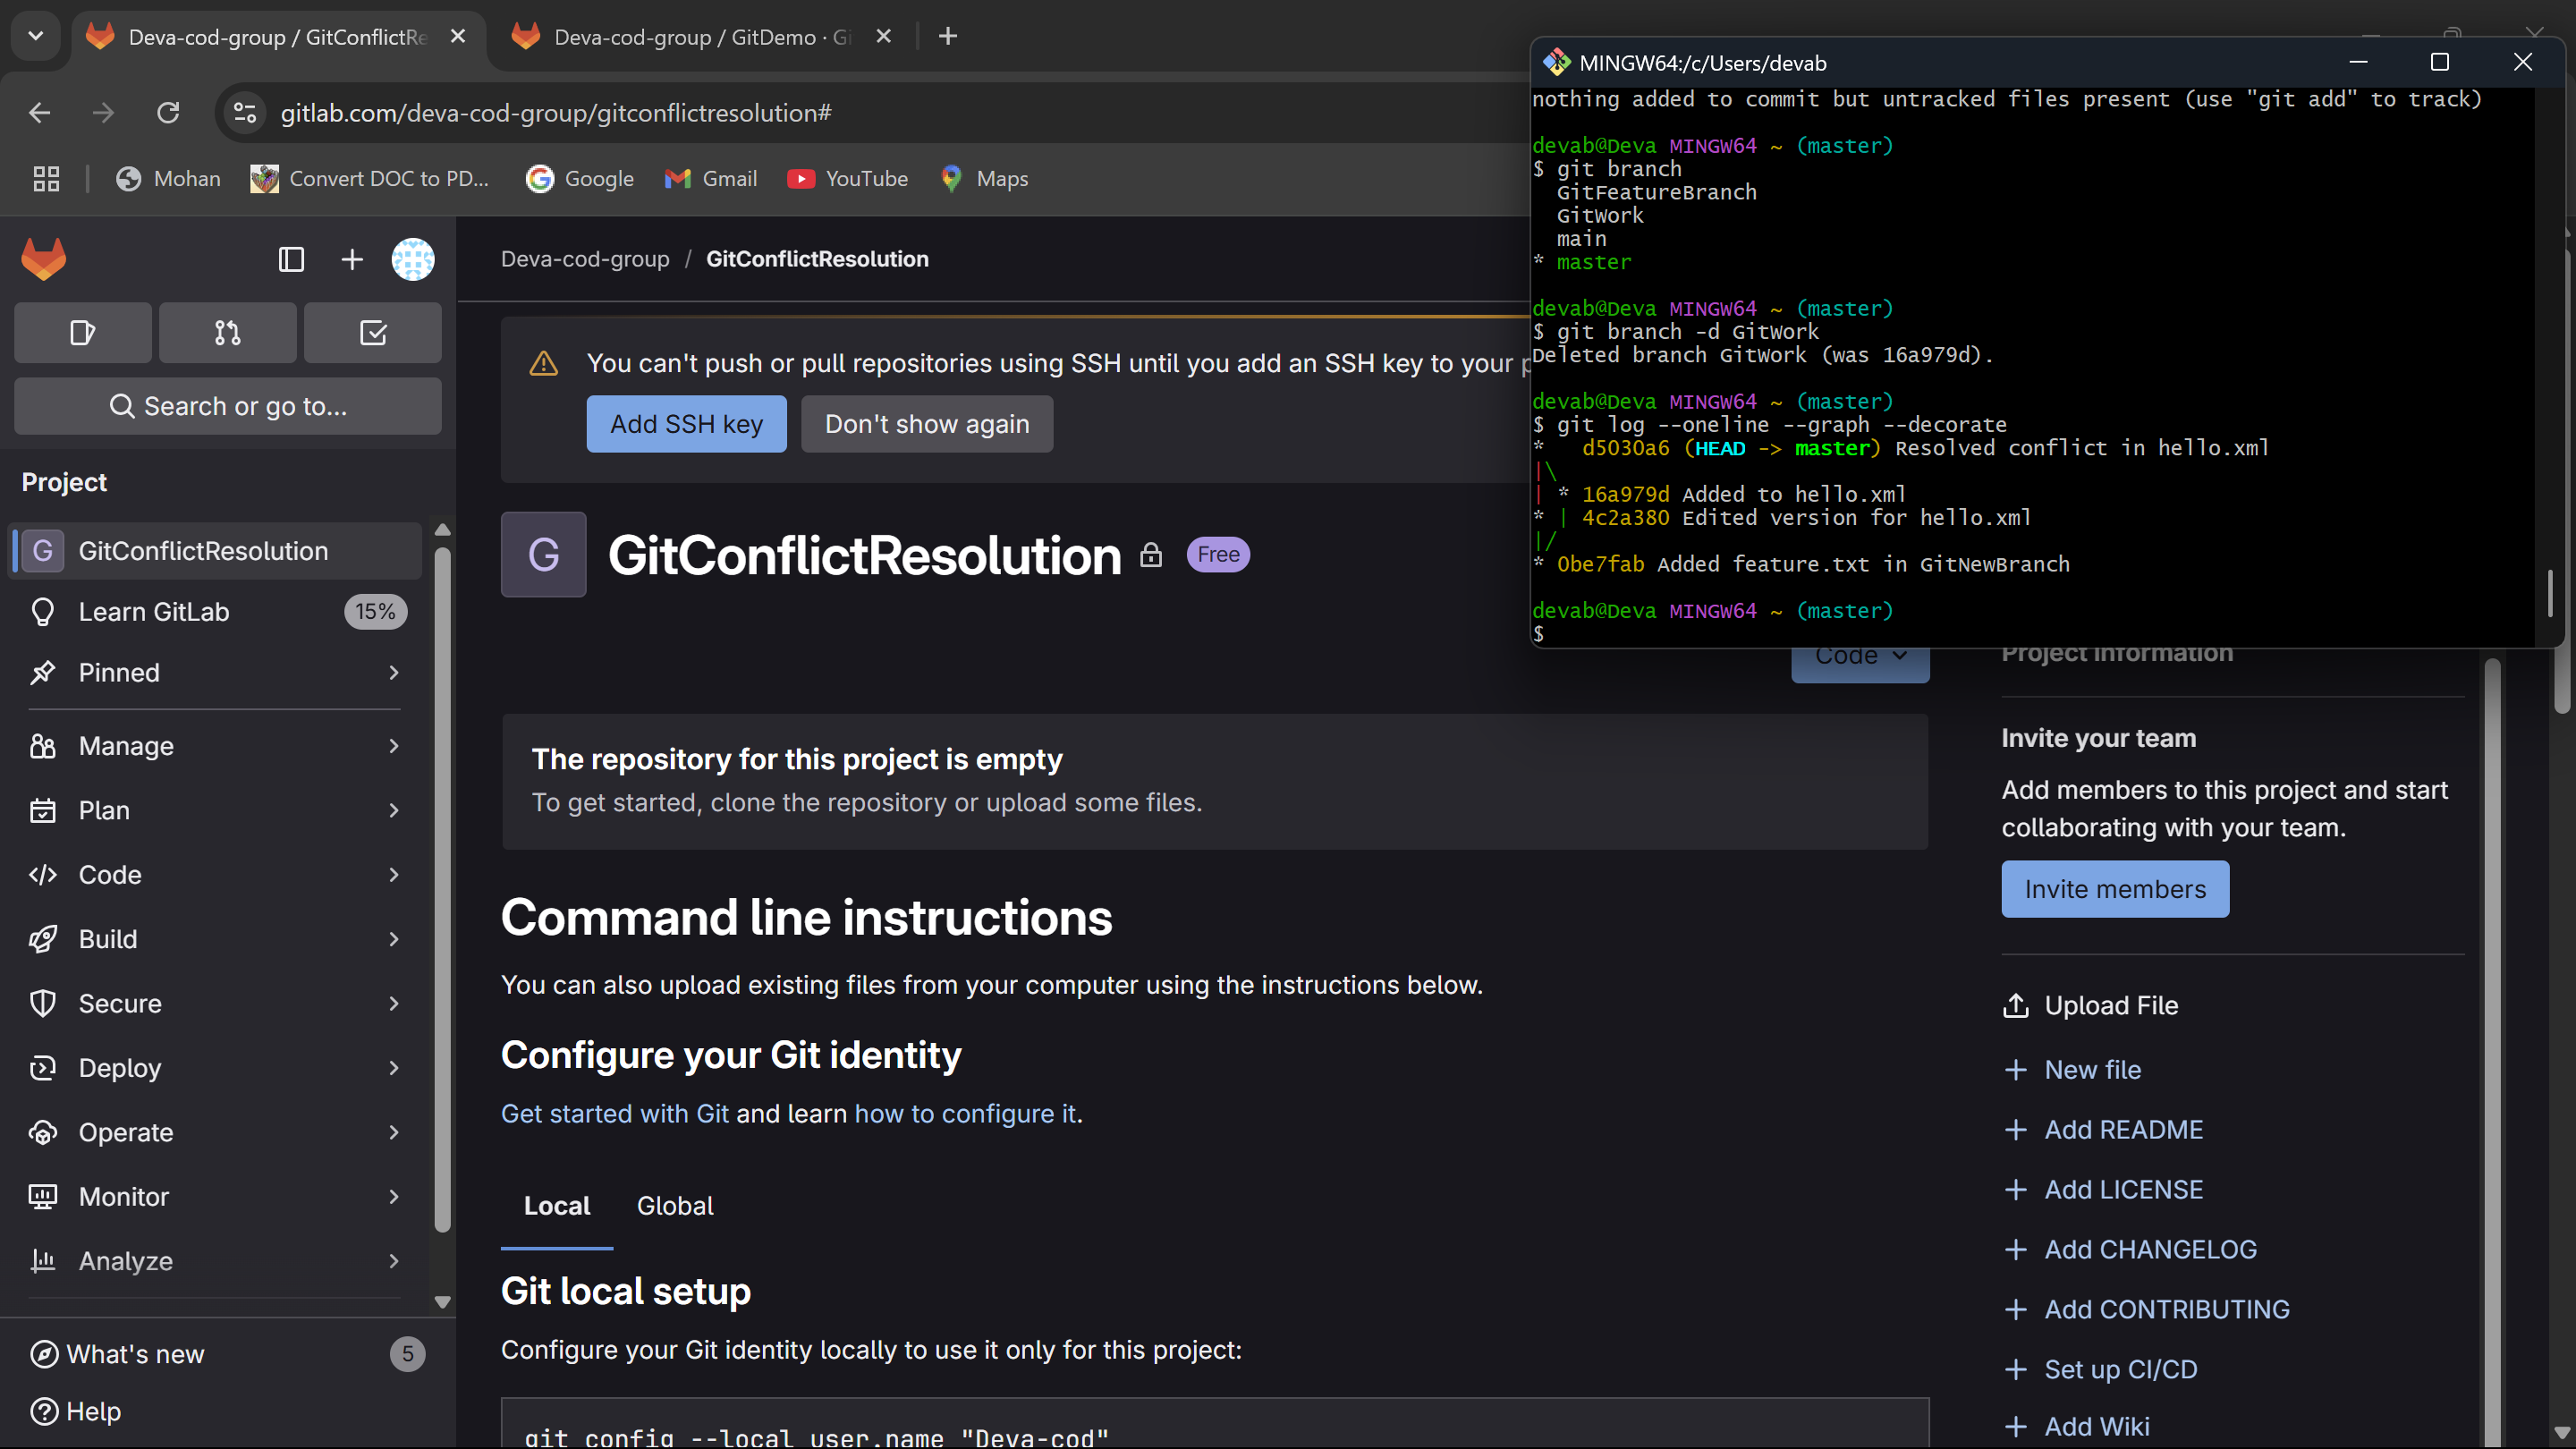 Deva-cod-group / GitConflictRe
Deva-cod-group / GitDemo · Gi
gitlab.com/deva-cod-group/gitconflictresolution#
Mohan
Convert DOC to PD...
Google
Gmail
YouTube
Maps
Search or go to...
Project
G GitConflictResolution
Learn GitLab 15%
Pinned
Manage
Plan
Code
Build
Secure
Deploy
Operate
Monitor
Analyze
What's new 5
Help
Deva-cod-group / GitConflictResolution
You can't push or pull repositories using SSH until you add an SSH key to your p
Add SSH key
Don't show again
G GitConflictResolution Free
Code
The repository for this project is empty
To get started, clone the repository or upload some files.
Command line instructions
You can also upload existing files from your computer using the instructions below.
Configure your Git identity
Get started with Git and learn how to configure it.
Local Global
Git local setup
Configure your Git identity locally to use it only for this project:
git config --local user.name "Deva-cod"
MINGW64:/c/Users/devab
nothing added to commit but untracked files present (use "git add" to track)
devab@Deva MINGW64 ~ (master)
$ git branch
GitFeatureBranch
GitWork
main
* master
devab@Deva MINGW64 ~ (master)
$ git branch -d GitWork
Deleted branch GitWork (was 16a979d).
devab@Deva MINGW64 ~ (master)
$ git log --oneline --graph --decorate
*   d5030a6 (HEAD -> master) Resolved conflict in hello.xml
|\
| * 16a979d Added to hello.xml
* | 4c2a380 Edited version for hello.xml
|/
* 0be7fab Added feature.txt in GitNewBranch
devab@Deva MINGW64 ~ (master)
$
Project information
Invite your team
Add members to this project and start
collaborating with your team.
Invite members
Upload File
New file
Add README
Add LICENSE
Add CHANGELOG
Add CONTRIBUTING
Set up CI/CD
Add Wiki